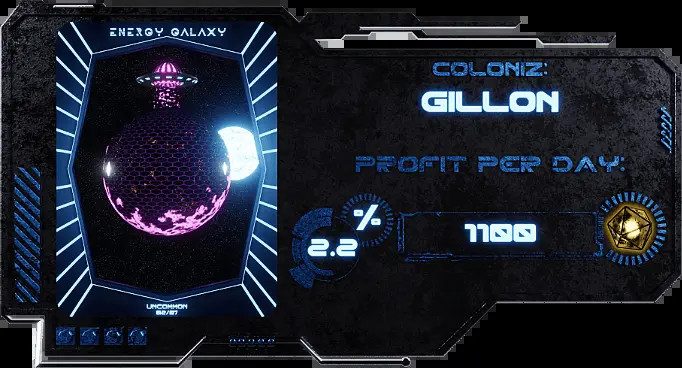 ENERGY GALAXY
UNCOMMON
COLONIZ:
GILLON
PROFIT PER DAY:
2.2%
1100